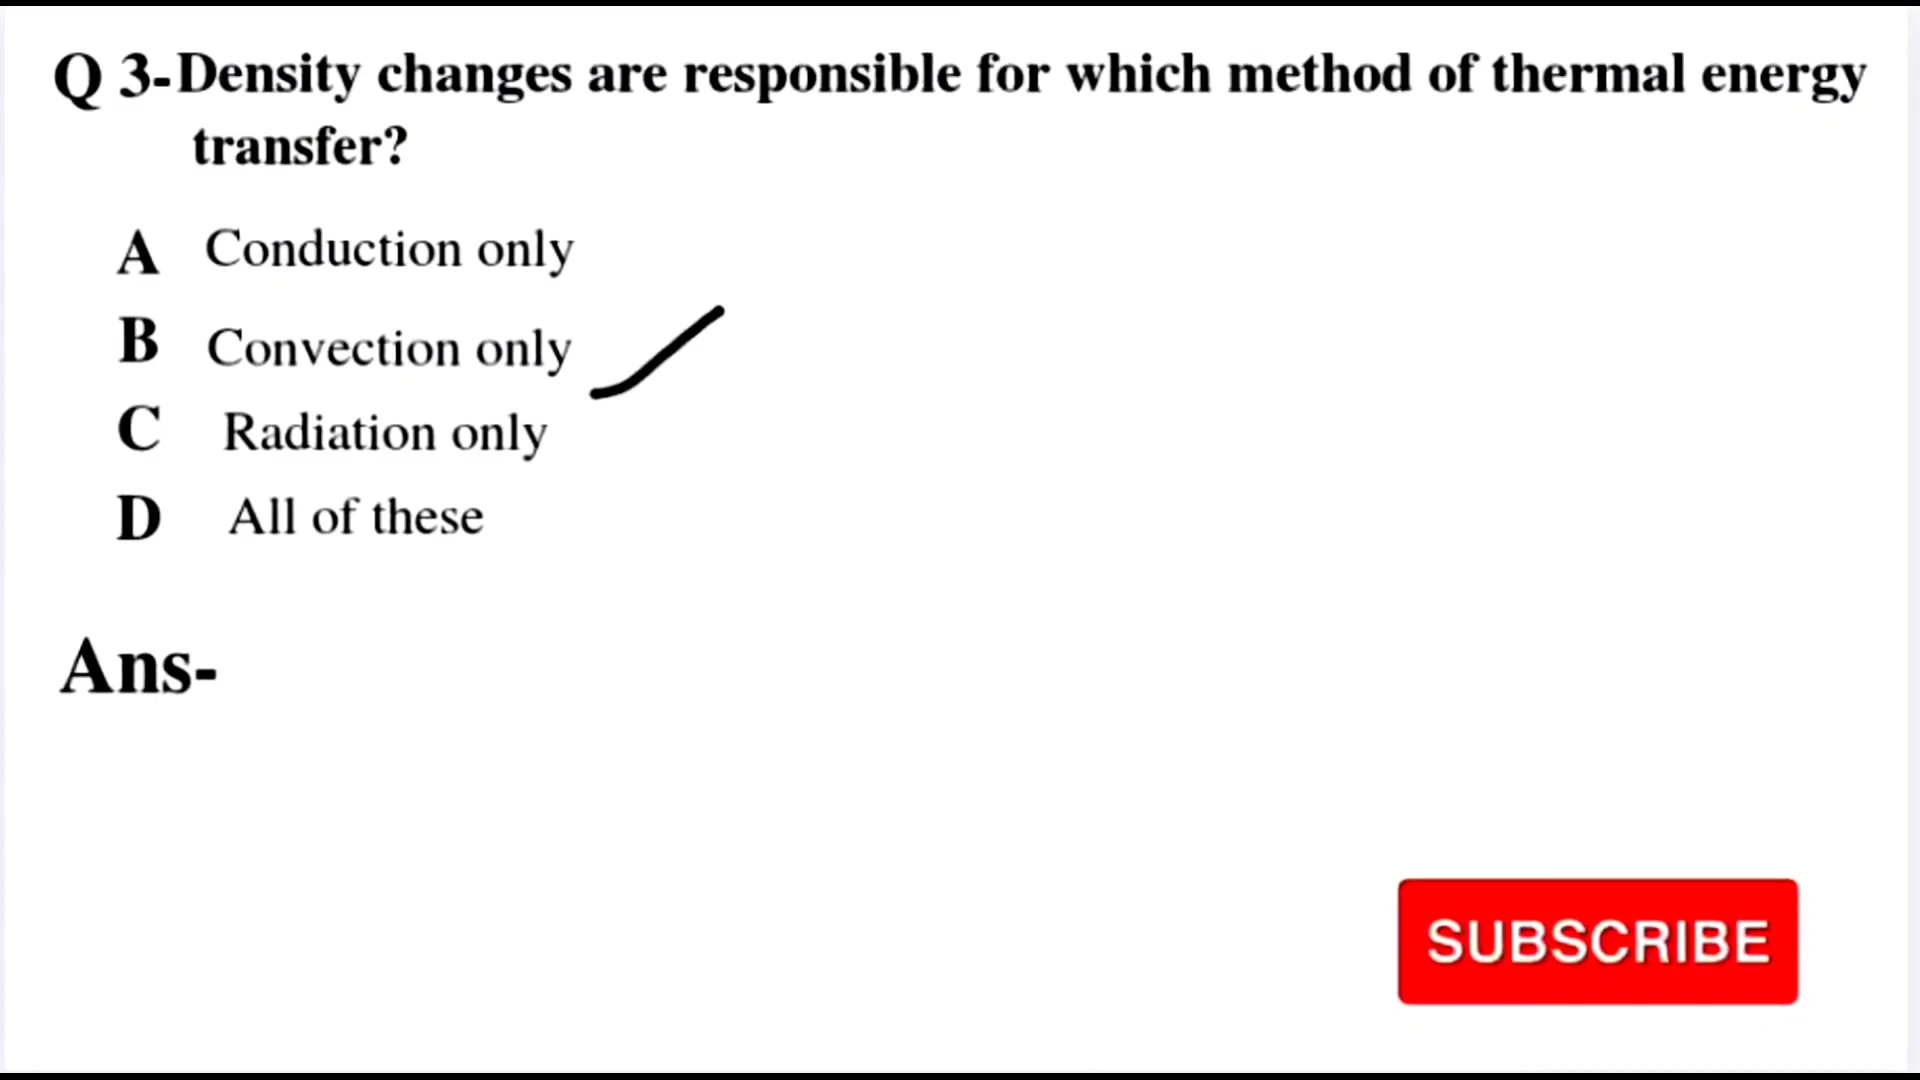 Q 3-Density changes are responsible for which method of thermal energy
transfer?
A Conduction only
B Convection only
C Radiation only
D All of these
Ans-
SUBSCRIBE